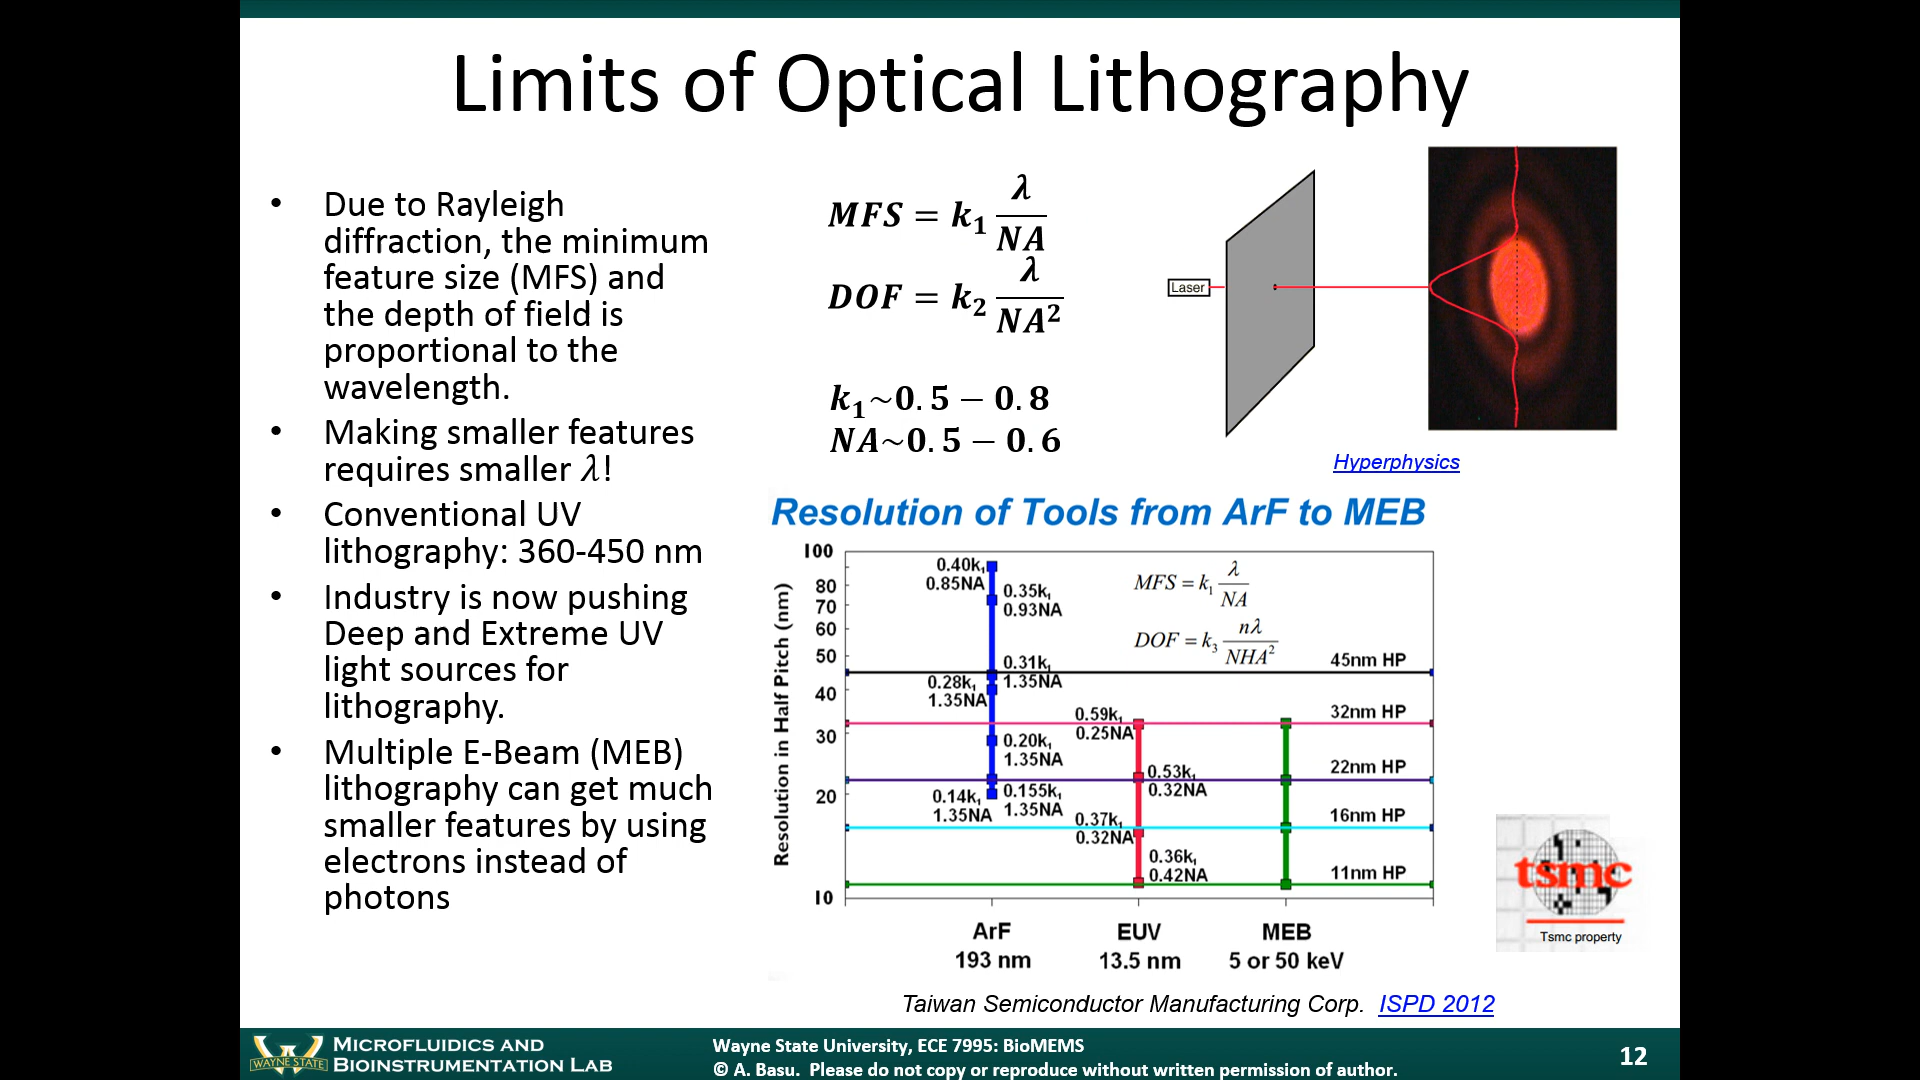 Limits of Optical Lithography
• Due to Rayleigh
diffraction, the minimum
feature size (MFS) and
the depth of field is
proportional to the
wavelength.
• Making smaller features
requires smaller λ!
• Conventional UV
lithography: 360-450 nm
• Industry is now pushing
Deep and Extreme UV
light sources for
lithography.
• Multiple E-Beam (MEB)
lithography can get much
smaller features by using
electrons instead of
photons
MFS = k₁ λ/NA
DOF = k₂ λ/NA²
k₁~0.5 − 0.8
NA~0.5 − 0.6
Laser
Hyperphysics
Resolution of Tools from ArF to MEB
Resolution in Half Pitch (nm)
100
80
70
60
50
40
30
20
10
0.40k₁
0.85NA
0.35k₁
0.93NA
0.31k₁
1.35NA
0.28k₁
1.35NA
0.20k₁
1.35NA
0.14k₁
1.35NA
0.155k₁
1.35NA
0.59k₁
0.25NA
0.53k₁
0.32NA
0.37k₁
0.32NA
0.36k₁
0.42NA
MFS = k₁ λ/NA
DOF = k₃ nλ/NHA²
45nm HP
32nm HP
22nm HP
16nm HP
11nm HP
ArF
193 nm
EUV
13.5 nm
MEB
5 or 50 keV
tsmc
Tsmc property
Taiwan Semiconductor Manufacturing Corp. ISPD 2012
WAYNE STATE
MICROFLUIDICS AND
BIOINSTRUMENTATION LAB
Wayne State University, ECE 7995: BioMEMS
© A. Basu. Please do not copy or reproduce without written permission of author.
12